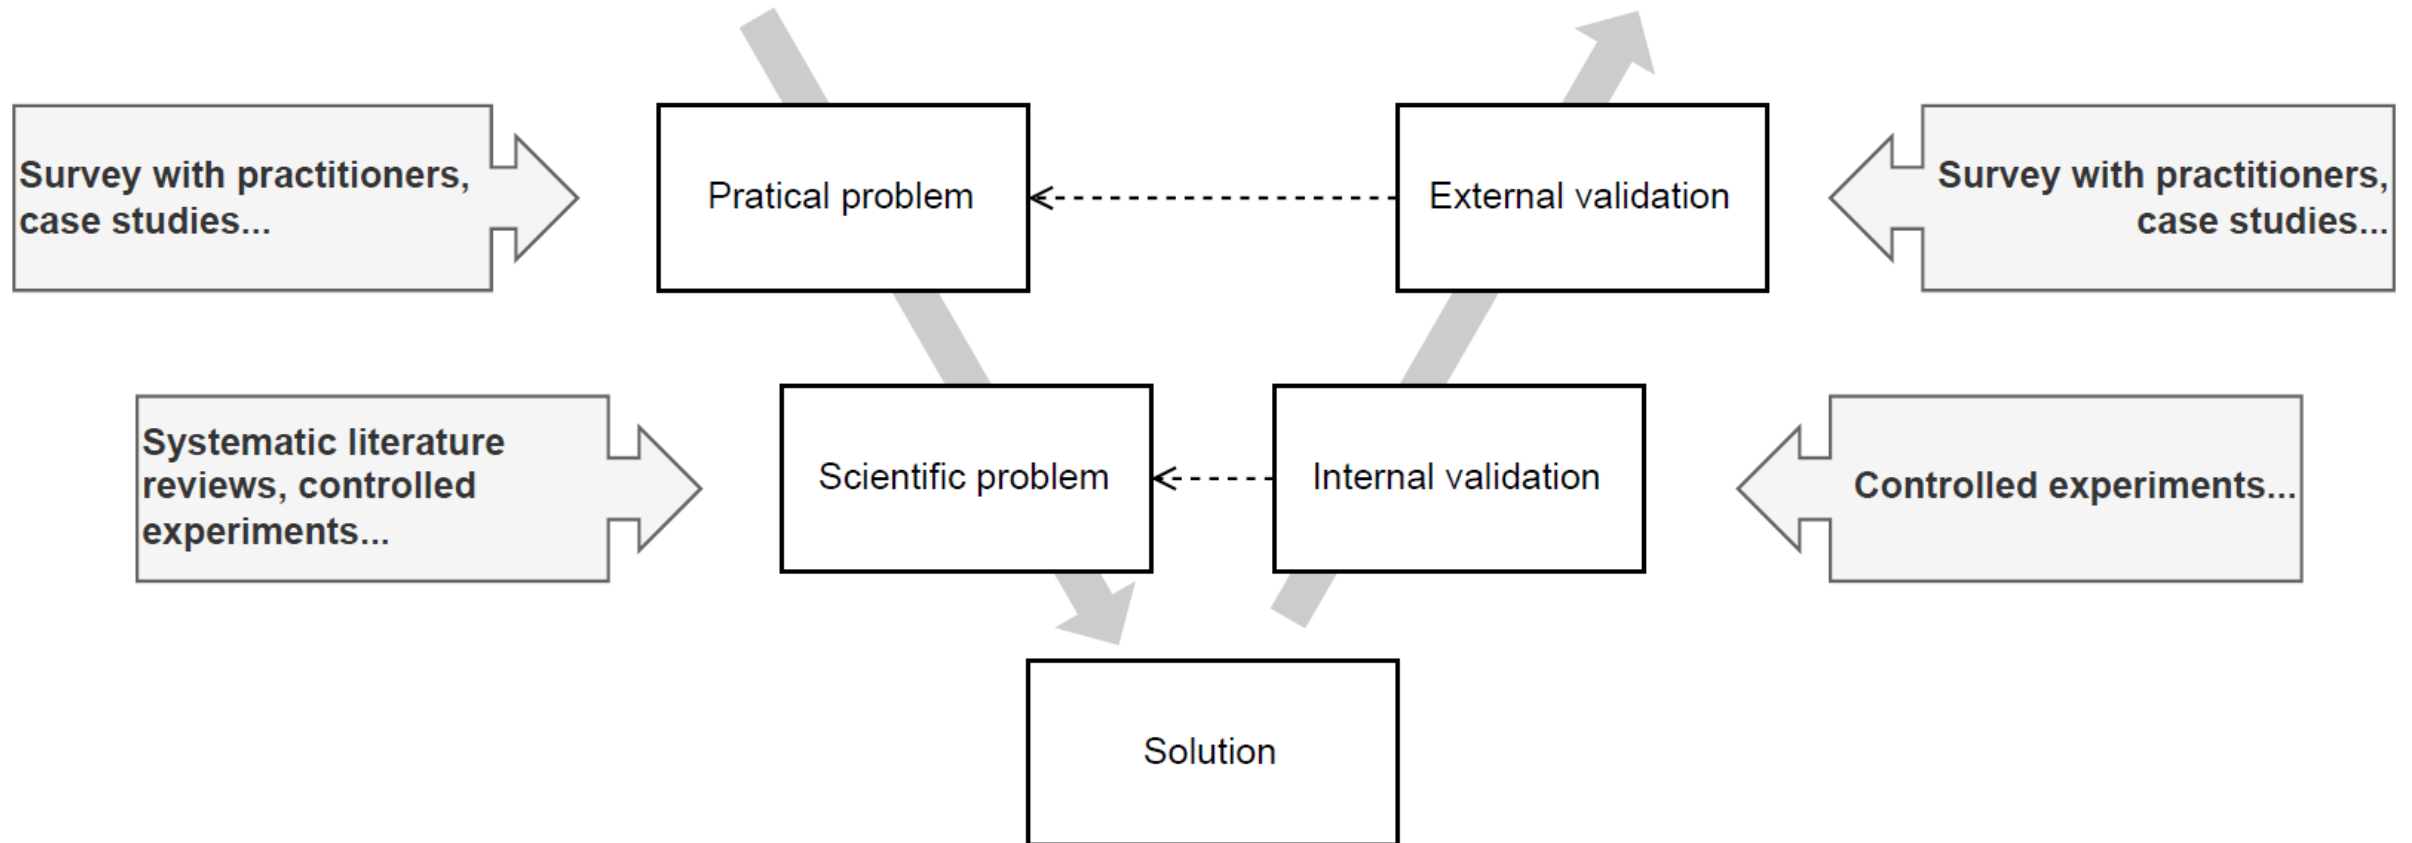 Survey with practitioners,
case studies...
Pratical problem
External validation
Survey with practitioners,
case studies...
Systematic literature
reviews, controlled
experiments...
Scientific problem
Internal validation
Controlled experiments...
Solution